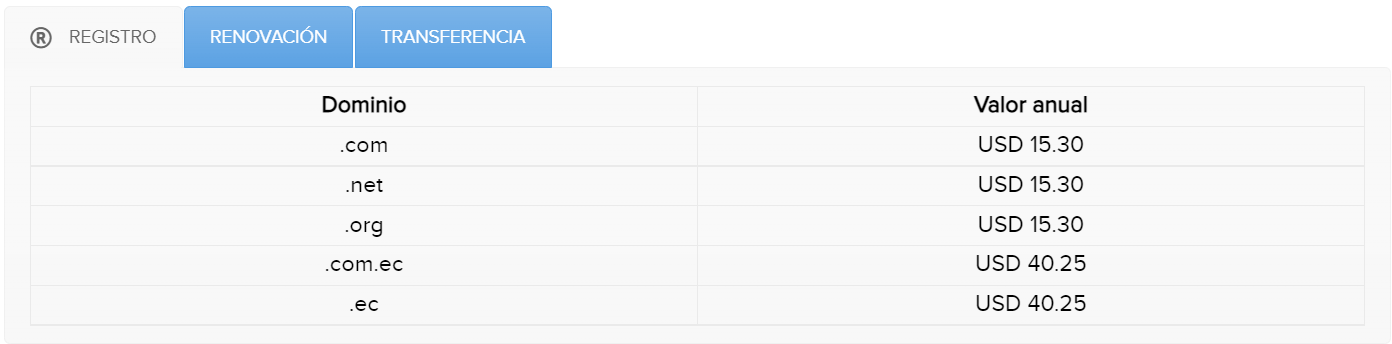 ® REGISTRO RENOVACIÓN TRANSFERENCIA
Dominio Valor anual
.com USD 15.30
.net USD 15.30
.org USD 15.30
.com.ec USD 40.25
.ec USD 40.25